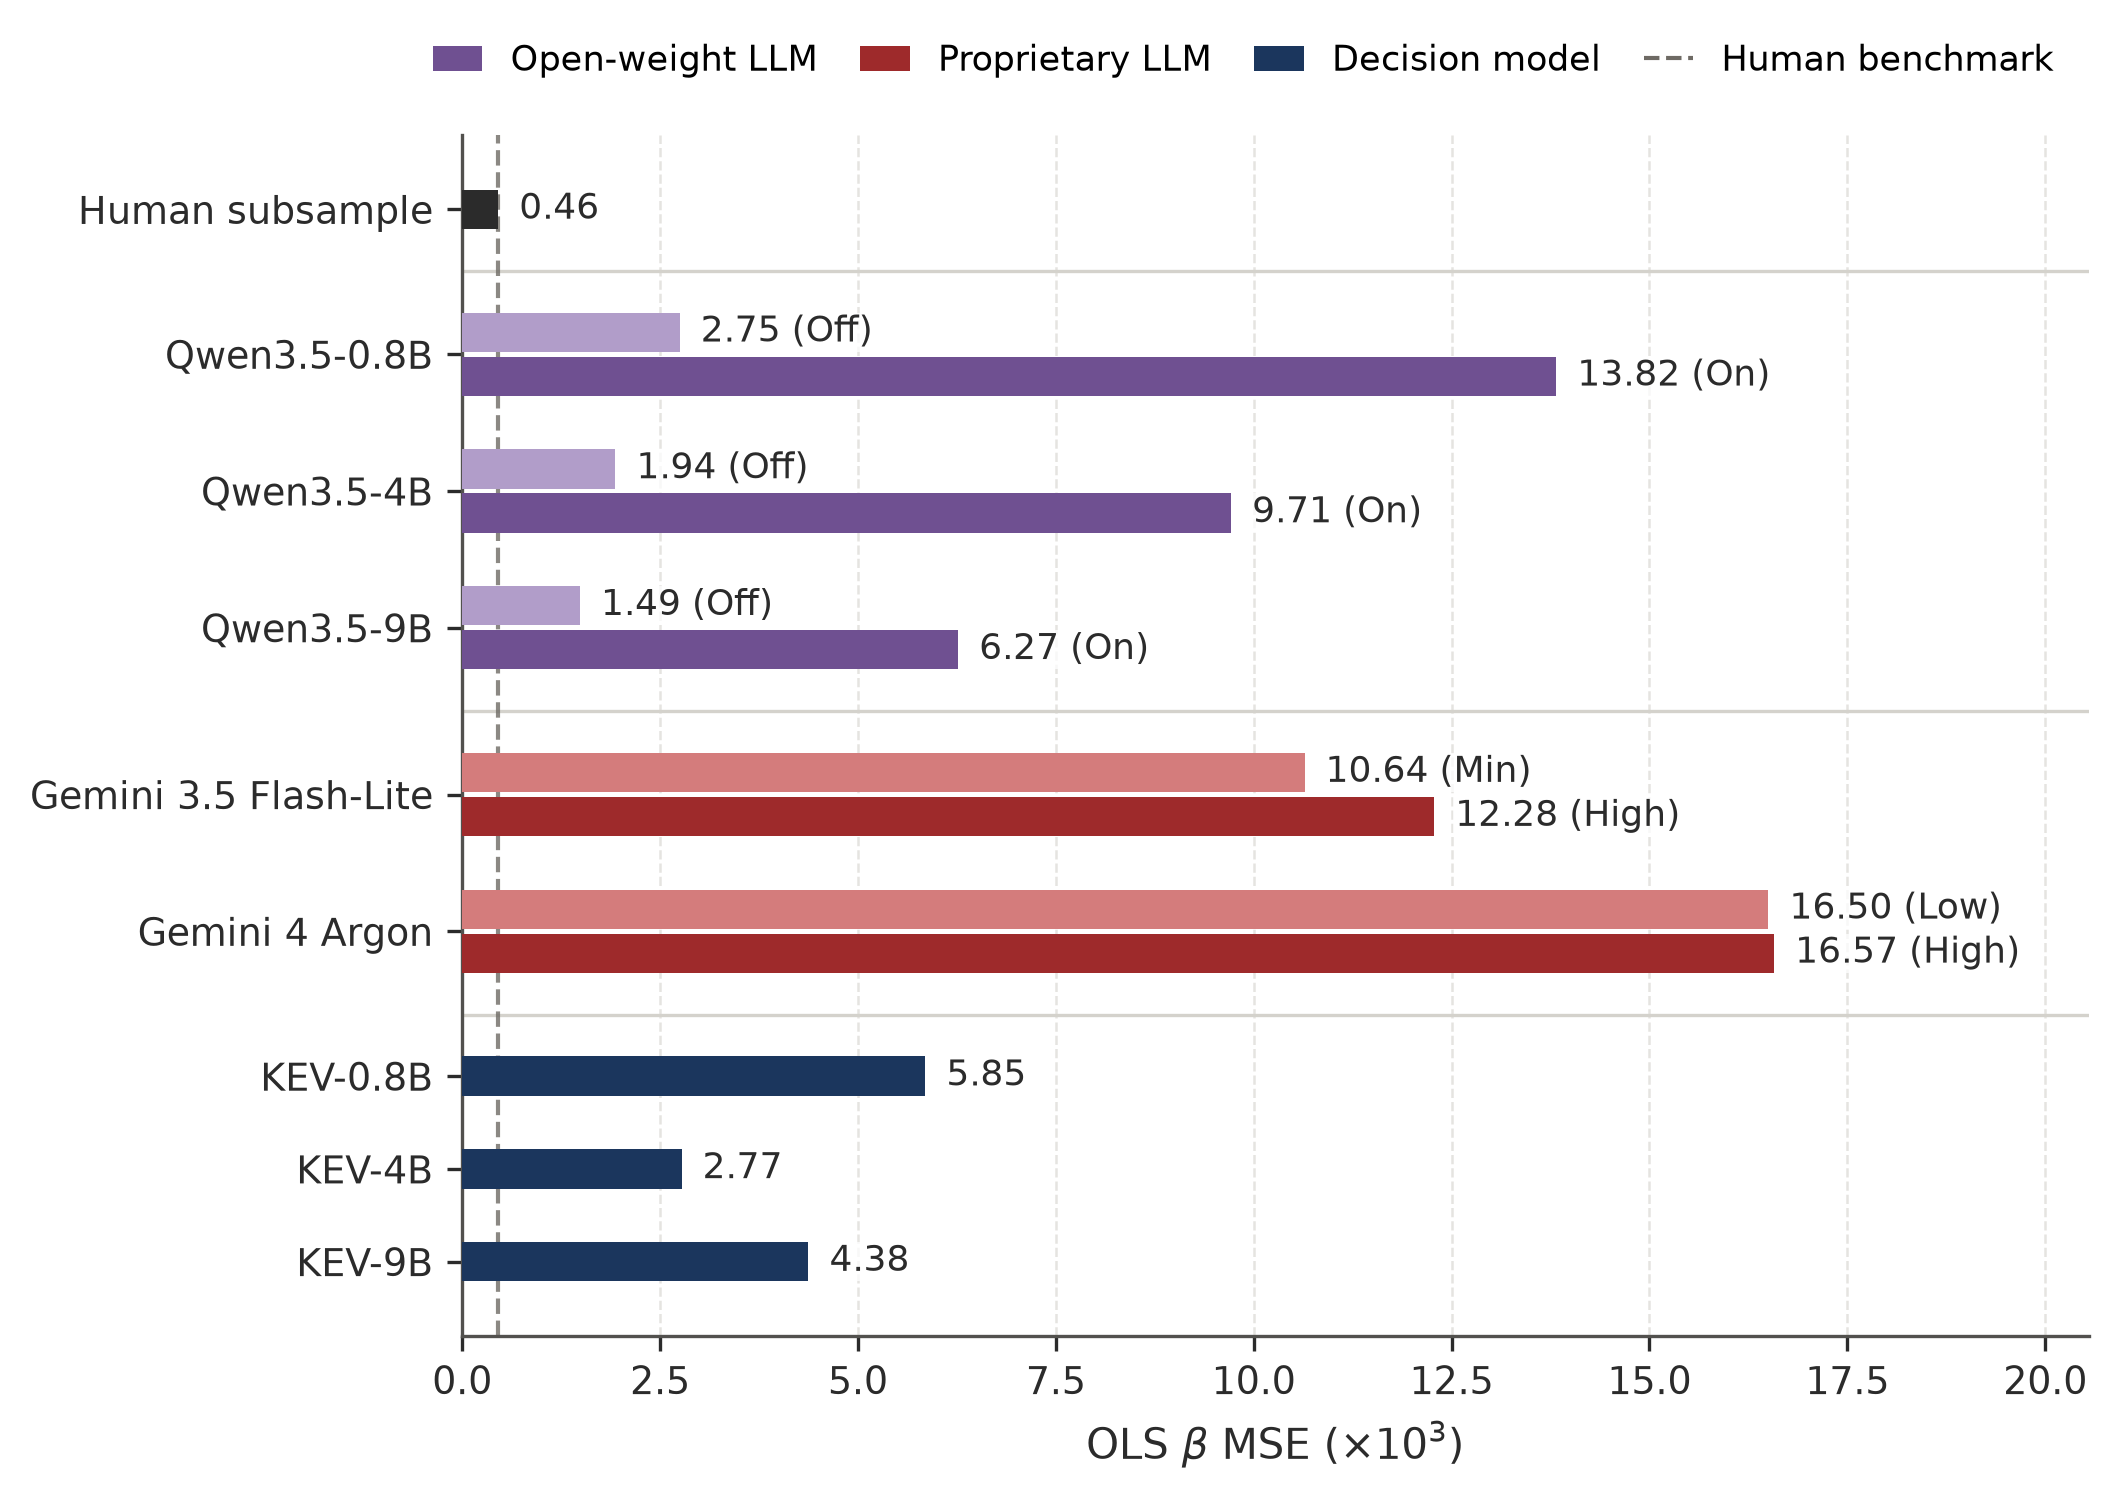 Open-weight LLM Proprietary LLM Decision model Human benchmark
Human subsample 0.46
2.75 (Off)
Qwen3.5-0.8B
13.82 (On)
1.94 (Off)
Qwen3.5-4B
9.71 (On)
1.49 (Off)
Qwen3.5-9B
6.27 (On)
10.64 (Min)
Gemini 3.5 Flash-Lite
12.28 (High)
16.50 (Low)
Gemini 4 Argon
16.57 (High)
KEV-0.8B 5.85
KEV-4B 2.77
KEV-9B 4.38
0.0 2.5 5.0 7.5 10.0 12.5 15.0 17.5 20.0
OLS β MSE (×10³)